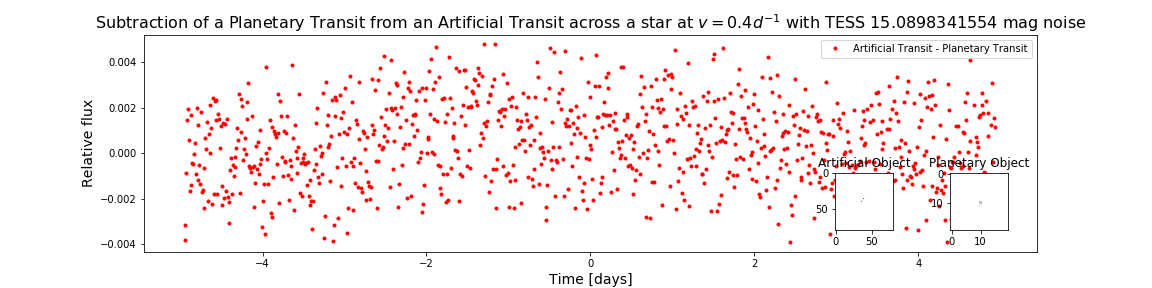 Subtraction of a Planetary Transit from an Artificial Transit across a star at v = 0.4d⁻¹ with TESS 15.0898341554 mag noise
Artificial Transit - Planetary Transit
Relative flux
0.004
0.002
0.000
−0.002
−0.004
Artificial Object
0
50
0 50
Planetary Object
0
10
0 10
−4 −2 0 2 4
Time [days]